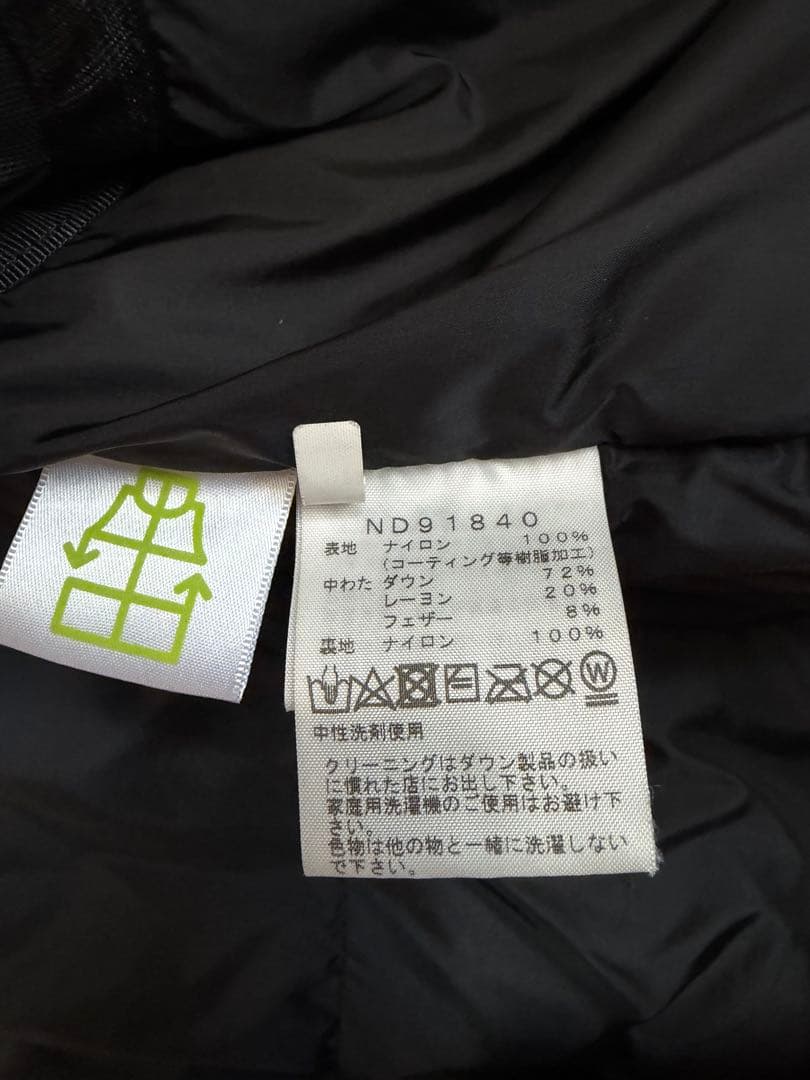 ND91840
表地 ナイロン 100%
(コーティング等樹脂加工)
中わた ダウン 72%
レーヨン 20%
フェザー 8%
裏地 ナイロン 100%
W
中性洗剤使用
クリーニングはダウン製品の扱い
に慣れた店にお出し下さい。
家庭用洗濯機のご使用はお避け下
さい。
色物は他の物と一緒に洗濯しない
で下さい。